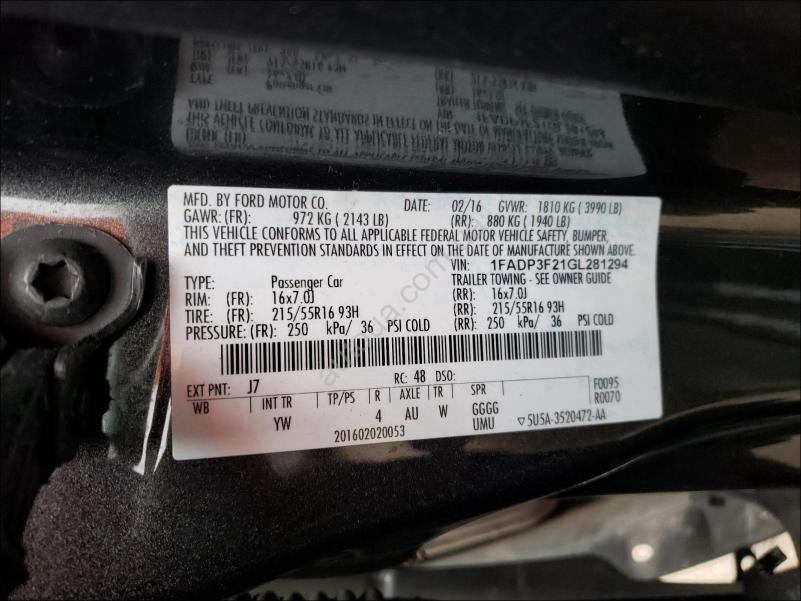 MFD. BY FORD MOTOR CO. DATE: 02/16 GVWR: 1810 KG ( 3990 LB)
GAWR: (FR): 972 KG ( 2143 LB) (RR): 880 KG ( 1940 LB)
THIS VEHICLE CONFORMS TO ALL APPLICABLE FEDERAL MOTOR VEHICLE SAFETY, BUMPER,
AND THEFT PREVENTION STANDARDS IN EFFECT ON THE DATE OF MANUFACTURE SHOWN ABOVE.
VIN: 1FADP3F21GL281294
TYPE: Passenger Car TRAILER TOWING - SEE OWNER GUIDE
RIM: (FR): 16x7.0J (RR): 16x7.0J
TIRE: (FR): 215/55R16 93H (RR): 215/55R16 93H
PRESSURE: (FR): 250 kPa/ 36 PSI COLD (RR): 250 kPa/ 36 PSI COLD
EXT PNT: J7 RC: 48 DSO: F0095
WB INT TR TP/PS R AXLE TR SPR R0070
YW 4 AU W GGGG
201602020053 UMU ▽5U5A-3520472-AA